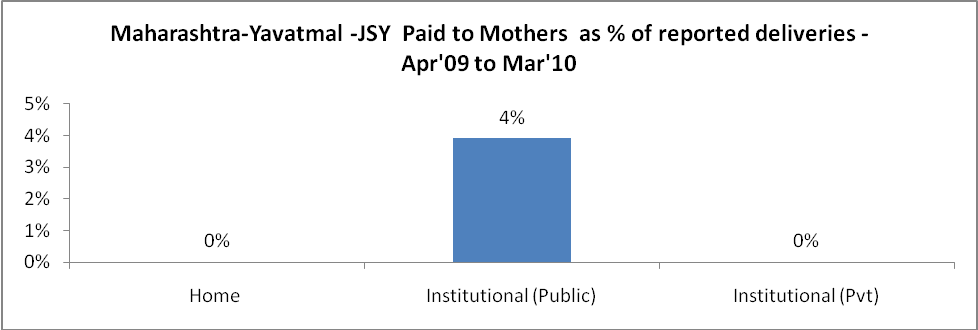 Maharashtra-Yavatmal -JSY Paid to Mothers as % of reported deliveries -
Apr'09 to Mar'10
5%
4%
3%
2%
1%
0%
0%
4%
0%
Home
Institutional (Public)
Institutional (Pvt)